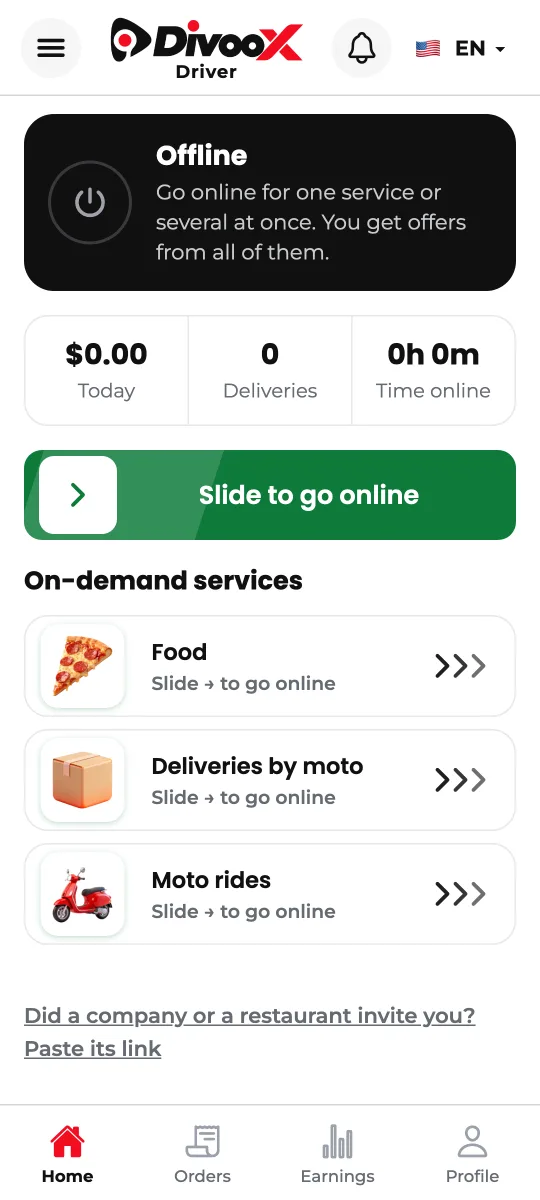 DivooX
Driver
EN
Offline
Go online for one service or
several at once. You get offers
from all of them.
$0.00
Today
0
Deliveries
0h 0m
Time online
Slide to go online
On-demand services
Food
Slide → to go online
Deliveries by moto
Slide → to go online
Moto rides
Slide → to go online
Did a company or a restaurant invite you?
Paste its link
Home
Orders
Earnings
Profile